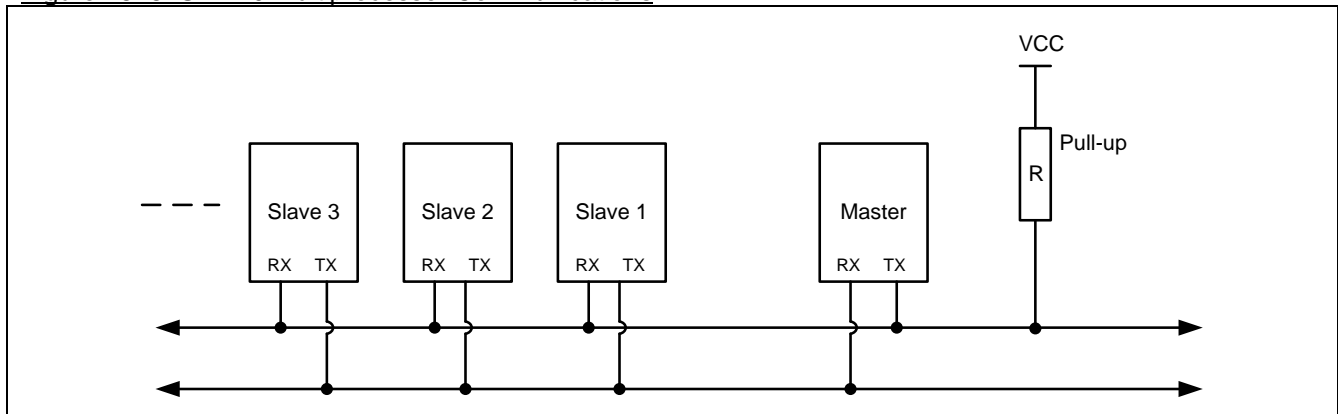 VCC
Pull-up
R
Slave 3
Slave 2
Slave 1
Master
RX TX
RX TX
RX TX
RX TX